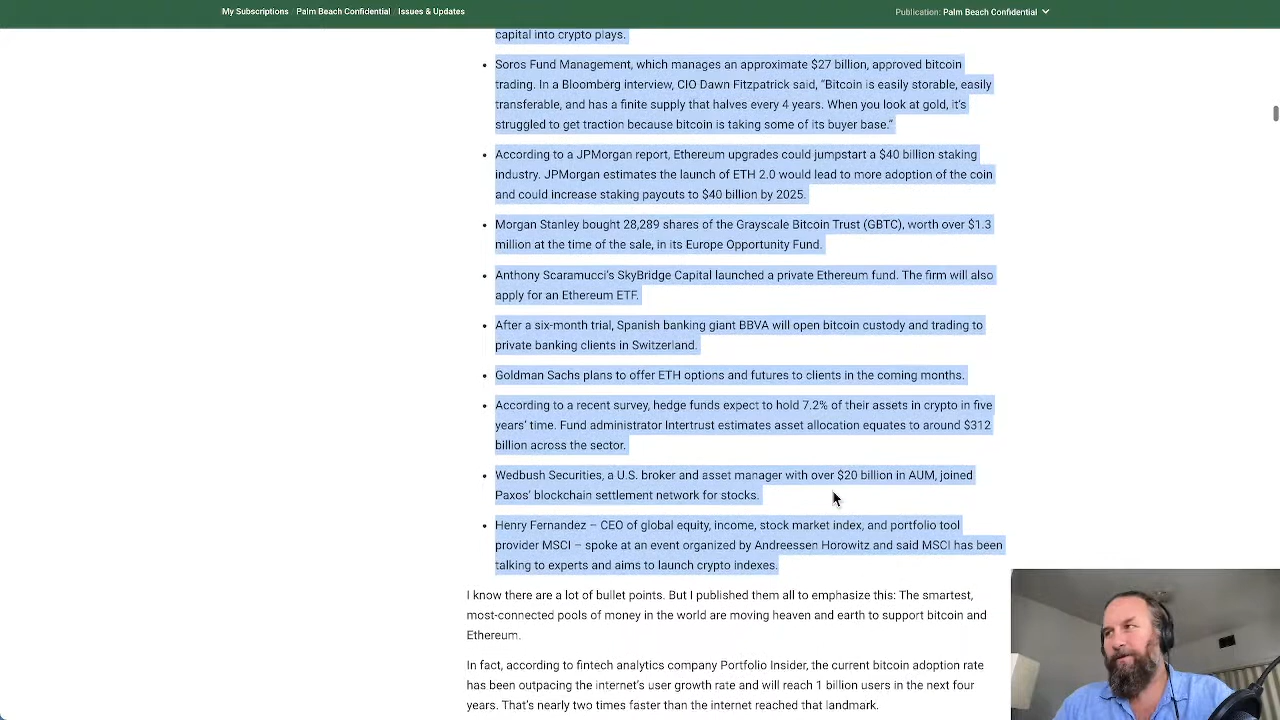 My Subscriptions / Palm Beach Confidential / Issues & Updates
Publication: Palm Beach Confidential
capital into crypto plays.
• Soros Fund Management, which manages an approximate $27 billion, approved bitcoin
trading. In a Bloomberg interview, CIO Dawn Fitzpatrick said, “Bitcoin is easily storable, easily
transferable, and has a finite supply that halves every 4 years. When you look at gold, it’s
struggled to get traction because bitcoin is taking some of its buyer base.”
• According to a JPMorgan report, Ethereum upgrades could jumpstart a $40 billion staking
industry. JPMorgan estimates the launch of ETH 2.0 would lead to more adoption of the coin
and could increase staking payouts to $40 billion by 2025.
• Morgan Stanley bought 28,289 shares of the Grayscale Bitcoin Trust (GBTC), worth over $1.3
million at the time of the sale, in its Europe Opportunity Fund.
• Anthony Scaramucci’s SkyBridge Capital launched a private Ethereum fund. The firm will also
apply for an Ethereum ETF.
• After a six-month trial, Spanish banking giant BBVA will open bitcoin custody and trading to
private banking clients in Switzerland.
• Goldman Sachs plans to offer ETH options and futures to clients in the coming months.
• According to a recent survey, hedge funds expect to hold 7.2% of their assets in crypto in five
years’ time. Fund administrator Intertrust estimates asset allocation equates to around $312
billion across the sector.
• Wedbush Securities, a U.S. broker and asset manager with over $20 billion in AUM, joined
Paxos’ blockchain settlement network for stocks.
• Henry Fernandez – CEO of global equity, income, stock market index, and portfolio tool
provider MSCI – spoke at an event organized by Andreessen Horowitz and said MSCI has been
talking to experts and aims to launch crypto indexes.
I know there are a lot of bullet points. But I published them all to emphasize this: The smartest,
most-connected pools of money in the world are moving heaven and earth to support bitcoin and
Ethereum.
In fact, according to fintech analytics company Portfolio Insider, the current bitcoin adoption rate
has been outpacing the internet’s user growth rate and will reach 1 billion users in the next four
years. That’s nearly two times faster than the internet reached that landmark.